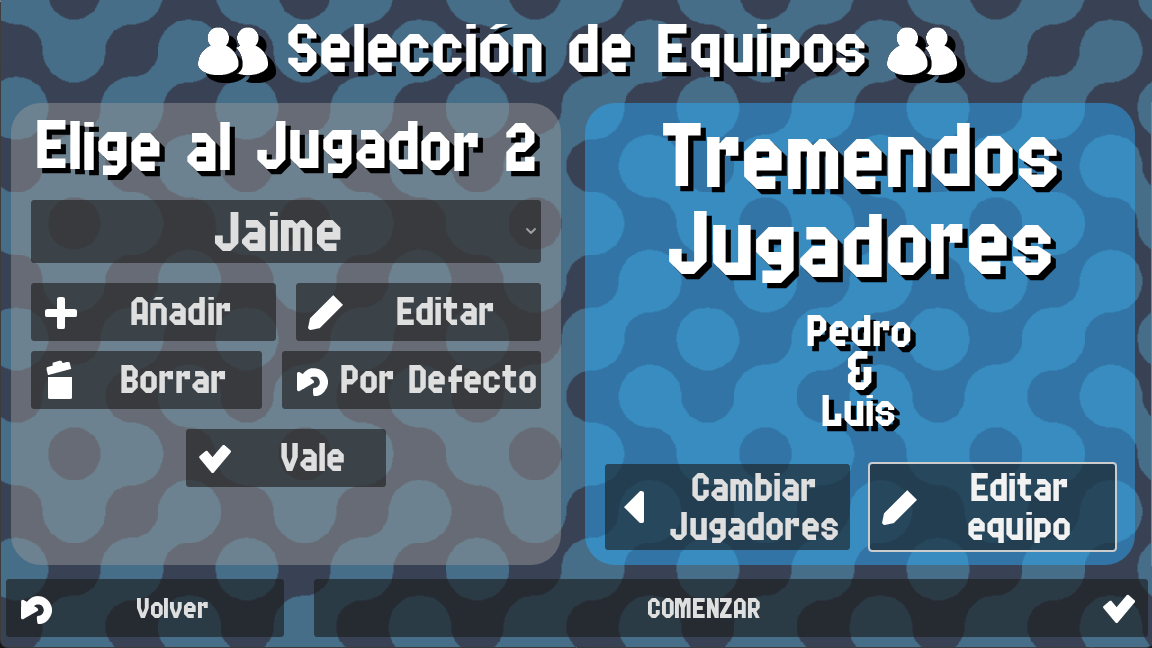 Selección de Equipos
Elige al Jugador 2
Jaime
Añadir
Editar
Borrar
Por Defecto
Vale
Tremendos
Jugadores
Pedro
&
Luis
Cambiar
Jugadores
Editar
equipo
Volver
COMENZAR